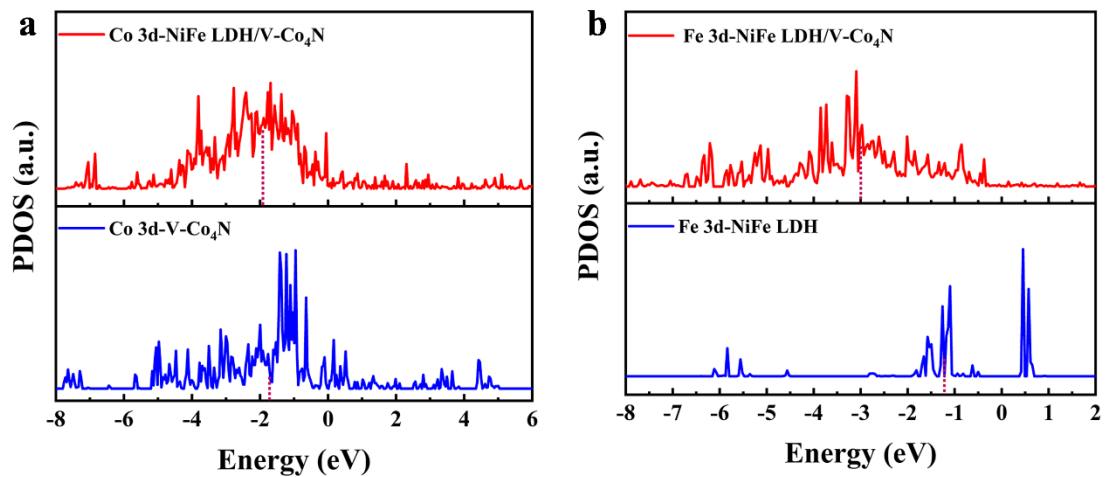 a
Co 3d-NiFe LDH/V-Co₄N
Co 3d-V-Co₄N
PDOS (a.u.)
-8 -6 -4 -2 0 2 4 6
Energy (eV)
b
Fe 3d-NiFe LDH/V-Co₄N
Fe 3d-NiFe LDH
PDOS (a.u.)
-8 -7 -6 -5 -4 -3 -2 -1 0 1 2
Energy (eV)